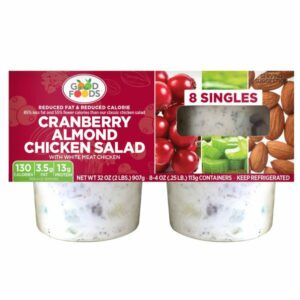 GOOD
FOODS
REDUCED FAT & REDUCED CALORIE
CRANBERRY
ALMOND
CHICKEN SALAD
WITH WHITE MEAT CHICKEN
8 SINGLES
130 3.5g 13g
CALORIES FAT PROTEIN
NET WT 32 OZ (2 LBS.) 907g 8-4 OZ (.25 LB.) 113g CONTAINERS - KEEP REFRIGERATED